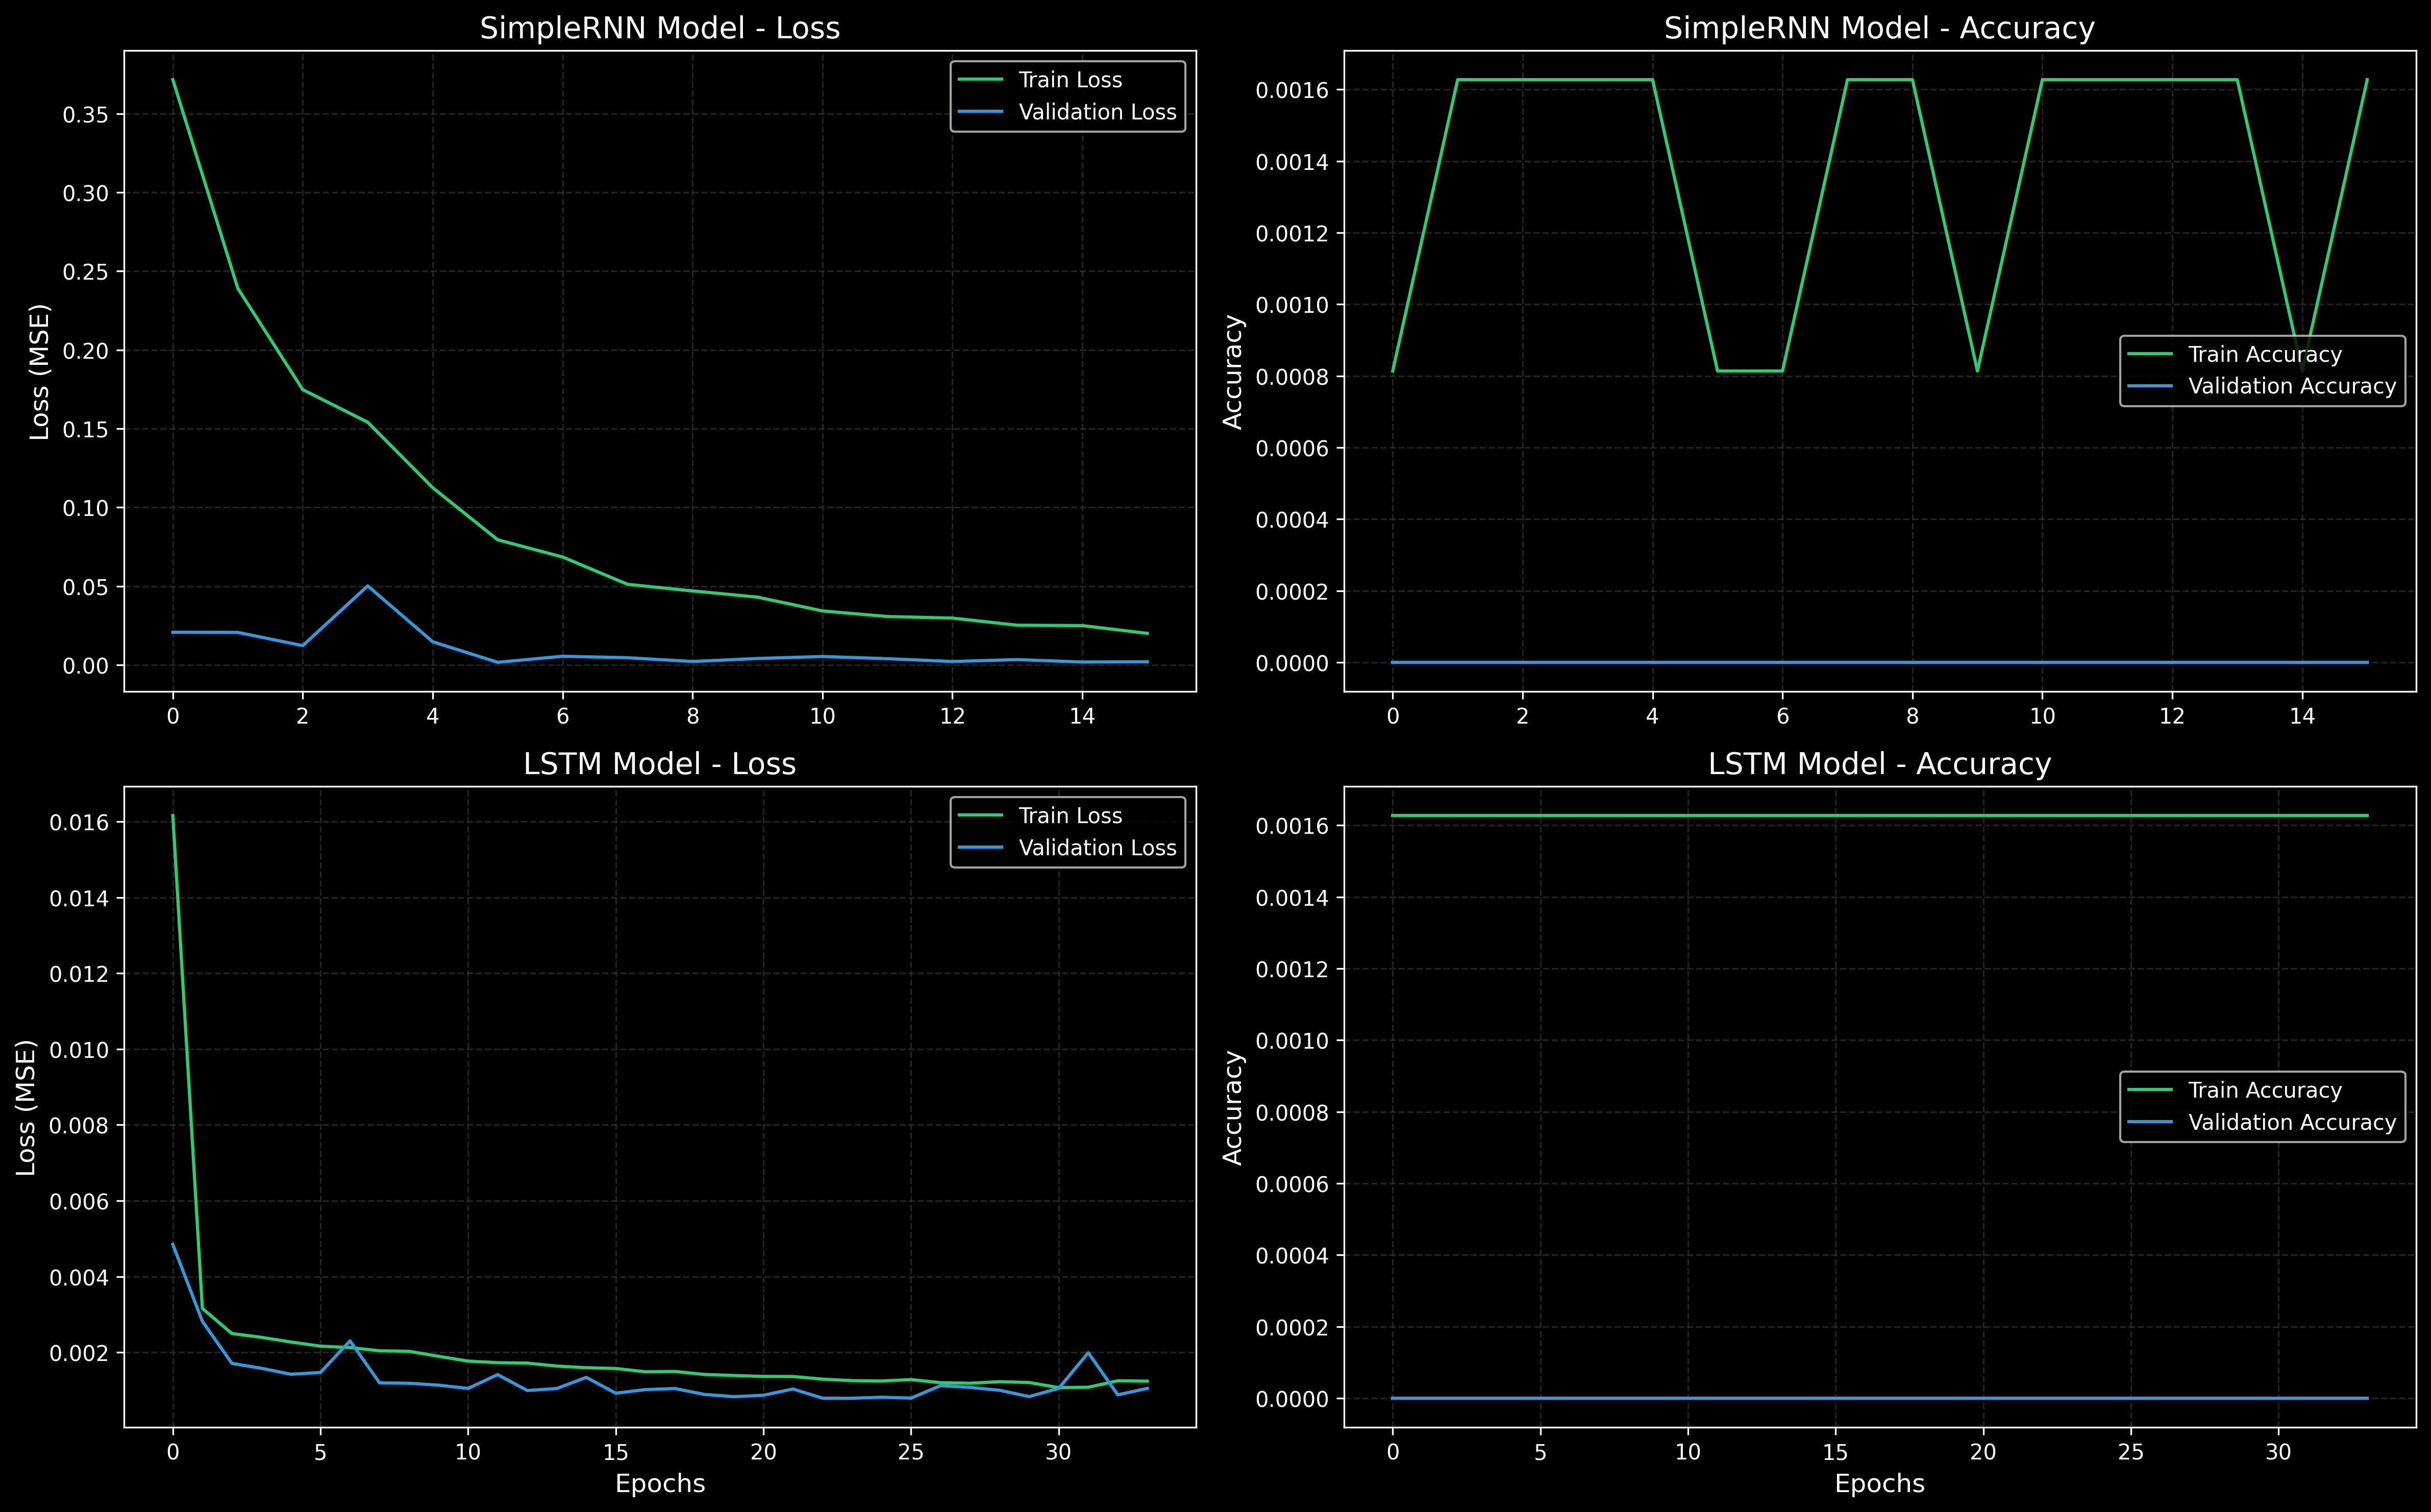 SimpleRNN Model - Loss
Loss (MSE)
0.35
0.30
0.25
0.20
0.15
0.10
0.05
0.00
0 2 4 6 8 10 12 14
Train Loss
Validation Loss
SimpleRNN Model - Accuracy
Accuracy
0.0016
0.0014
0.0012
0.0010
0.0008
0.0006
0.0004
0.0002
0.0000
0 2 4 6 8 10 12 14
Train Accuracy
Validation Accuracy
LSTM Model - Loss
Loss (MSE)
0.016
0.014
0.012
0.010
0.008
0.006
0.004
0.002
0 5 10 15 20 25 30
Epochs
Train Loss
Validation Loss
LSTM Model - Accuracy
Accuracy
0.0016
0.0014
0.0012
0.0010
0.0008
0.0006
0.0004
0.0002
0.0000
0 5 10 15 20 25 30
Epochs
Train Accuracy
Validation Accuracy